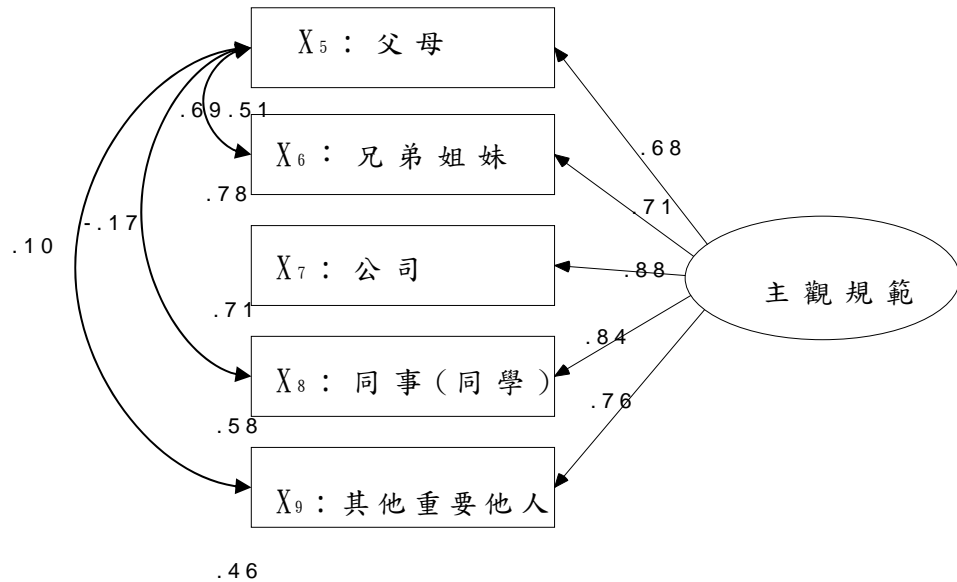 X5：父母
.69.51
.68
X6：兄弟姐妹
.78
.71
.10
-.17
X7：公司
.88
主觀規範
.71
.84
X8：同事(同學)
.58
.76
X9：其他重要他人
.46